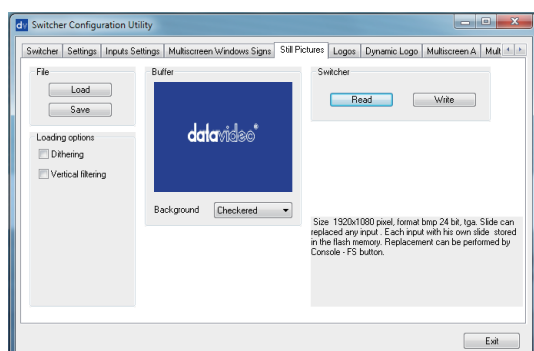 dv Switcher Configuration Utility
Switcher Settings Inputs Settings Multiscrreen Windows Signs Still Pictures Logos Dynamic Logo Multiscreen A Mult
File
Load
Save
Loading options
Dithering
Vertical filtering
Buffer
datavideo
Background Checkered
Switcher
Read Write
Size 1920x1080 pixel, format bmp 24 bit, tga. Slide can
replaced any input . Each input with his own slide stored
in the flash memory. Replacement can be performed by
Console - FS button.
Exit